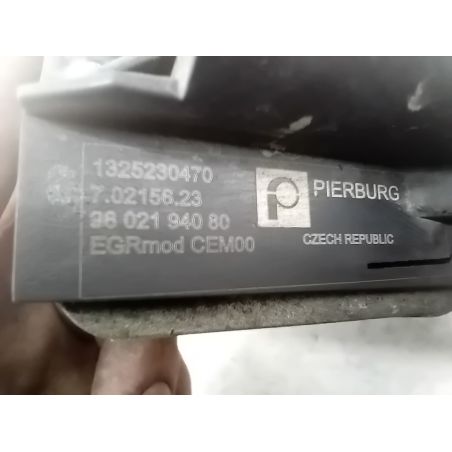 1325230470
7.02156.23
96 021 940 80
EGRmod CEM00
PIERBURG
CZECH REPUBLIC